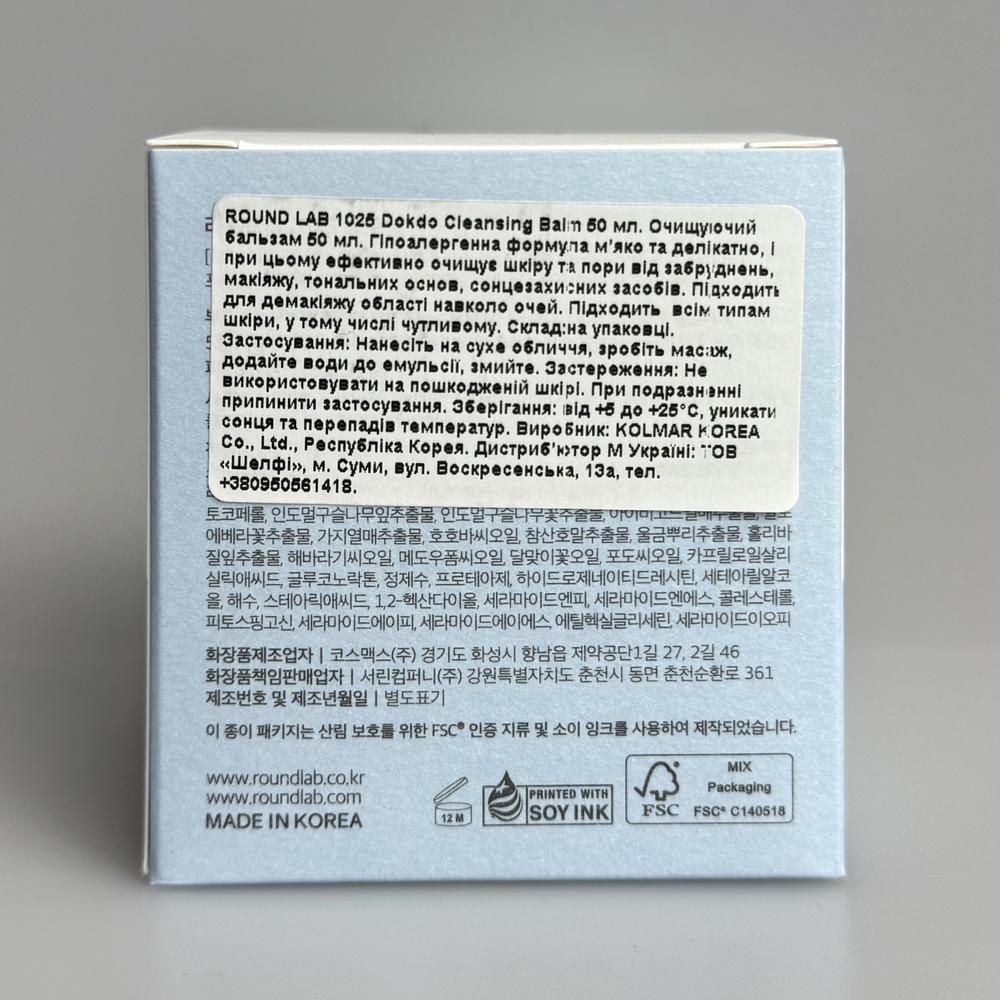 ROUND LAB 1025 Dokdo Cleansing Balm 50 мл. Очищуючий
бальзам 50 мл. Гіпоалергенна формула м'яко та делікатно, і
при цьому ефективно очищує шкіру та пори від забруднень,
макіяжу, тональних основ, сонцезахисних засобів. Підходить
для демакіяжу області навколо очей. Підходить всім типам
шкіри, у тому числі чутливому. Склад:на упаковці.
Застосування: Нанесіть на сухе обличчя, зробіть масаж,
додайте води до емульсії, змийте. Застереження: Не
використовувати на пошкодженій шкірі. При подразненні
припинити застосування. Зберігання: від +5 до +25°С, уникати
сонця та перепадів температур. Виробник: KOLMAR KOREA
Co., Ltd., Республіка Корея. Дистриб'ютор М Україні: ТОВ
«Шелфі», м. Суми, вул. Воскресенська, 13а, тел.
+380950561418.
토코페롤, 인도멀구슬나무잎추출물, 인도멀구슬나무꽃추출물,
에베라꽃추출물, 가지열매추출물, 호호바씨오일, 참산호말추출물, 울금뿌리추출물, 홀리바
질잎추출물, 해바라기씨오일, 메도우폼씨오일, 달맞이꽃오일, 포도씨오일, 카프릴로일살리
실릭애씨드, 글루코노락톤, 정제수, 프로테아제, 하이드로제네이티드레시틴, 세테아릴알코
올, 해수, 스테아릭애씨드, 1,2-헥산다이올, 세라마이드엔피, 세라마이드엔에스, 콜레스테롤,
피토스핑고신, 세라마이드에이피, 세라마이드에이에스, 에틸헥실글리세린, 세라마이드이오피
화장품제조업자 | 코스맥스(주) 경기도 화성시 향남읍 제약공단1길 27, 2길 46
화장품책임판매업자 | 서린컴퍼니(주) 강원특별자치도 춘천시 동면 춘천순환로 361
제조번호 및 제조년월일 | 별도표기
이 종이 패키지는 산림 보호를 위한 FSC® 인증 지류 및 소이 잉크를 사용하여 제작되었습니다.
www.roundlab.co.kr
www.roundlab.com
MADE IN KOREA
12 M
PRINTED WITH
SOY INK
FSC
MIX
Packaging
FSC® C140518